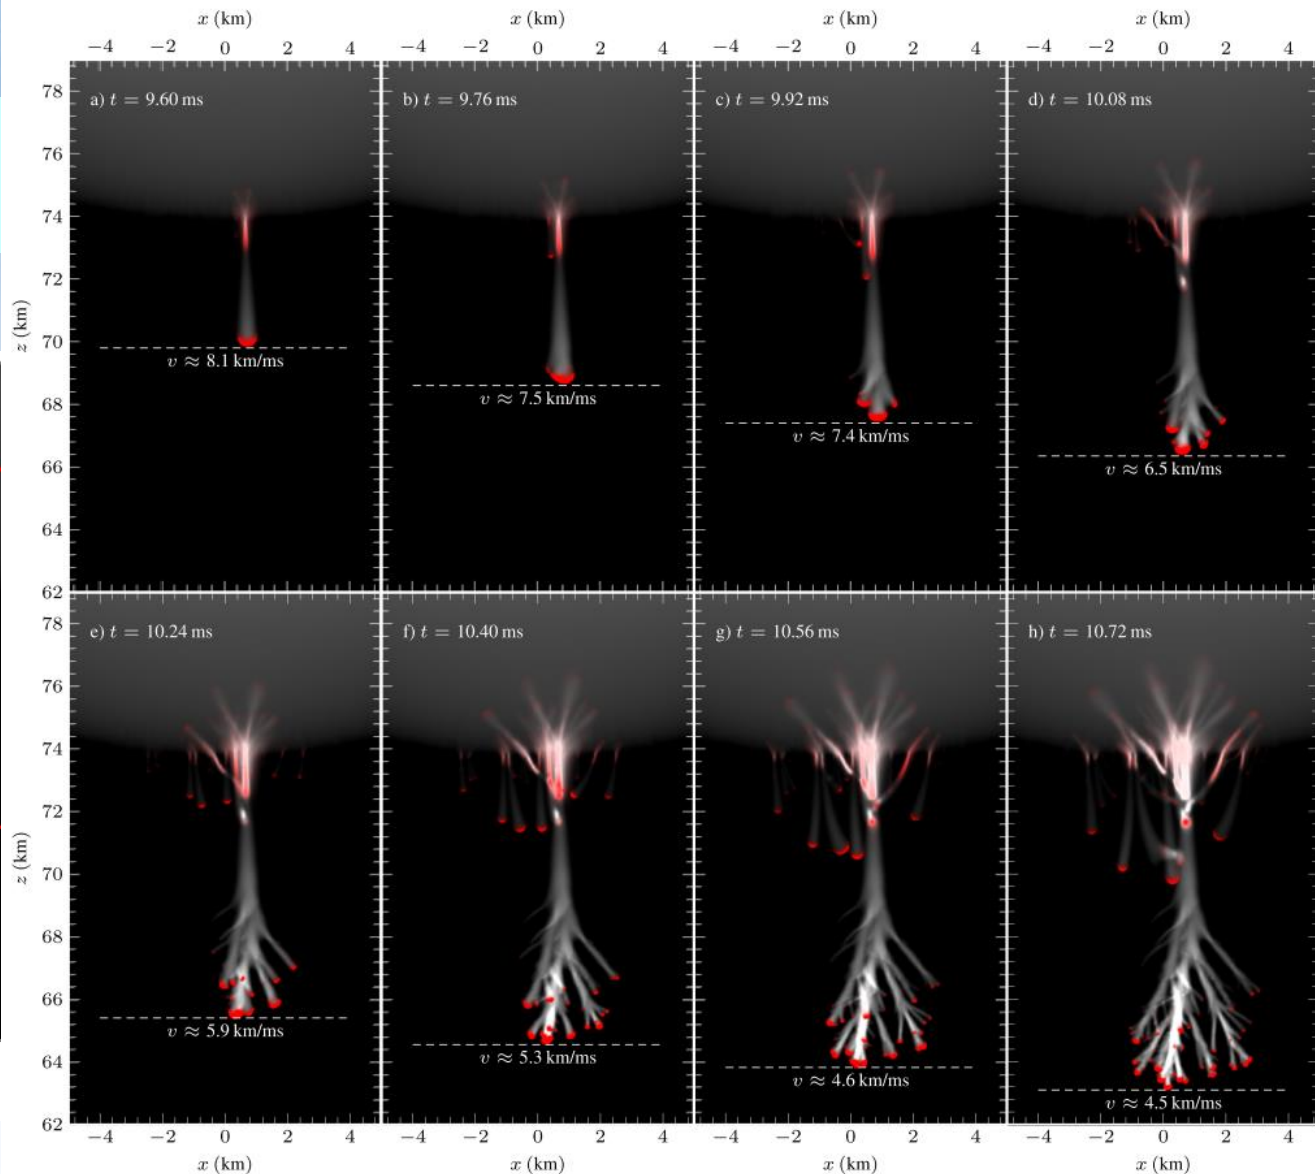 x (km) x (km) x (km) x (km)
−4 −2 0 2 4 −4 −2 0 2 4 −4 −2 0 2 4 −4 −2 0 2 4
78
a) t = 9.60 ms b) t = 9.76 ms c) t = 9.92 ms d) t = 10.08 ms
76
74
72
z (km)
70
v ≈ 8.1 km/ms
v ≈ 7.5 km/ms
68
v ≈ 7.4 km/ms
66
v ≈ 6.5 km/ms
64
62
78
e) t = 10.24 ms f) t = 10.40 ms g) t = 10.56 ms h) t = 10.72 ms
76
74
72
z (km)
70
68
66
v ≈ 5.9 km/ms
v ≈ 5.3 km/ms
64
v ≈ 4.6 km/ms
v ≈ 4.5 km/ms
62
−4 −2 0 2 4 −4 −2 0 2 4 −4 −2 0 2 4 −4 −2 0 2 4
x (km) x (km) x (km) x (km)